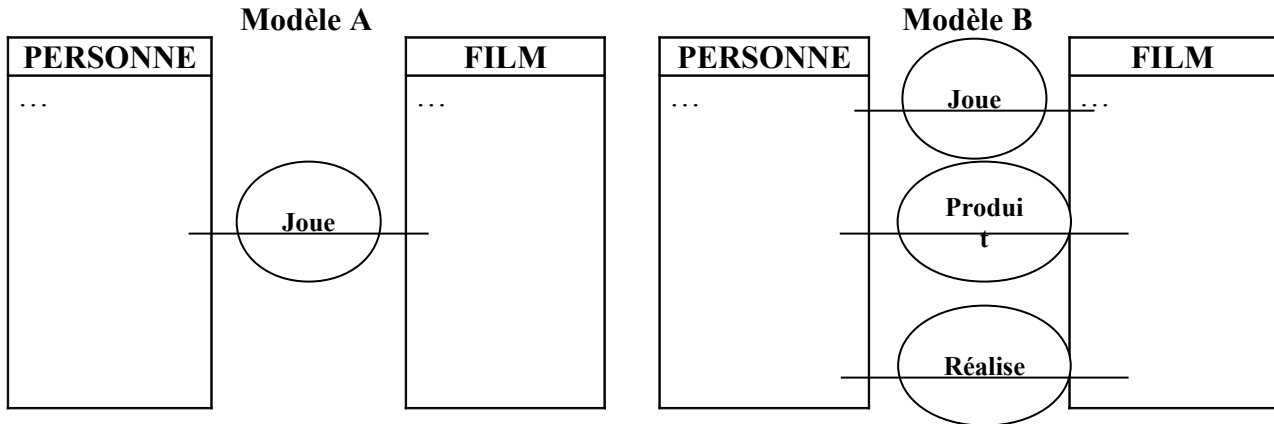 Modèle A
PERSONNE
FILM
…
…
Joue
Modèle B
PERSONNE
FILM
…
…
Joue
Produi
t
Réalise